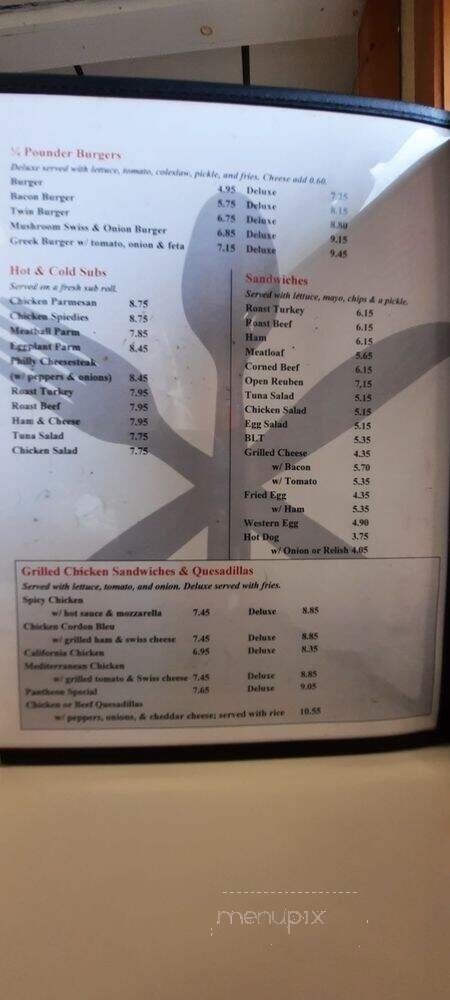 ¼ Pounder Burgers
Deluxe served with lettuce, tomato, coleslaw, pickle, and fries. Cheese add 0.60.
Burger 4.95 Deluxe 7.75
Bacon Burger 5.75 Deluxe 8.15
Twin Burger 6.75 Deluxe 8.80
Mushroom Swiss & Onion Burger 6.85 Deluxe 9.15
Greek Burger w/ tomato, onion & feta 7.15 Deluxe 9.45
Hot & Cold Subs
Served on a fresh sub roll.
Chicken Parmesan 8.75
Chicken Spiedies 8.75
Meatball Parm 7.85
Eggplant Parm 8.45
Philly Cheesesteak
(w/ peppers & onions) 8.45
Roast Turkey 7.95
Roast Beef 7.95
Ham & Cheese 7.95
Tuna Salad 7.75
Chicken Salad 7.75
Sandwiches
Served with lettuce, mayo, chips & a pickle.
Roast Turkey 6.15
Roast Beef 6.15
Ham 6.15
Meatloaf 5.65
Corned Beef 6.15
Open Reuben 7,15
Tuna Salad 5.15
Chicken Salad 5.15
Egg Salad 5.15
BLT 5.35
Grilled Cheese 4.35
w/ Bacon 5.70
w/ Tomato 5.35
Fried Egg 4.35
w/ Ham 5.35
Western Egg 4.90
Hot Dog 3.75
w/ Onion or Relish 4.05
Grilled Chicken Sandwiches & Quesadillas
Served with lettuce, tomato, and onion. Deluxe served with fries.
Spicy Chicken
w/ hot sauce & mozzarella 7.45 Deluxe 8.85
Chicken Cordon Bleu
w/ grilled ham & swiss cheese 7.45 Deluxe 8.85
California Chicken 6.95 Deluxe 8.35
Mediterranean Chicken
w/ grilled tomato & Swiss cheese 7.45 Deluxe 8.85
Pantheon Special 7.65 Deluxe 9.05
Chicken or Beef Quesadillas
w/ peppers, onions, & cheddar cheese; served with rice 10.55
menupix